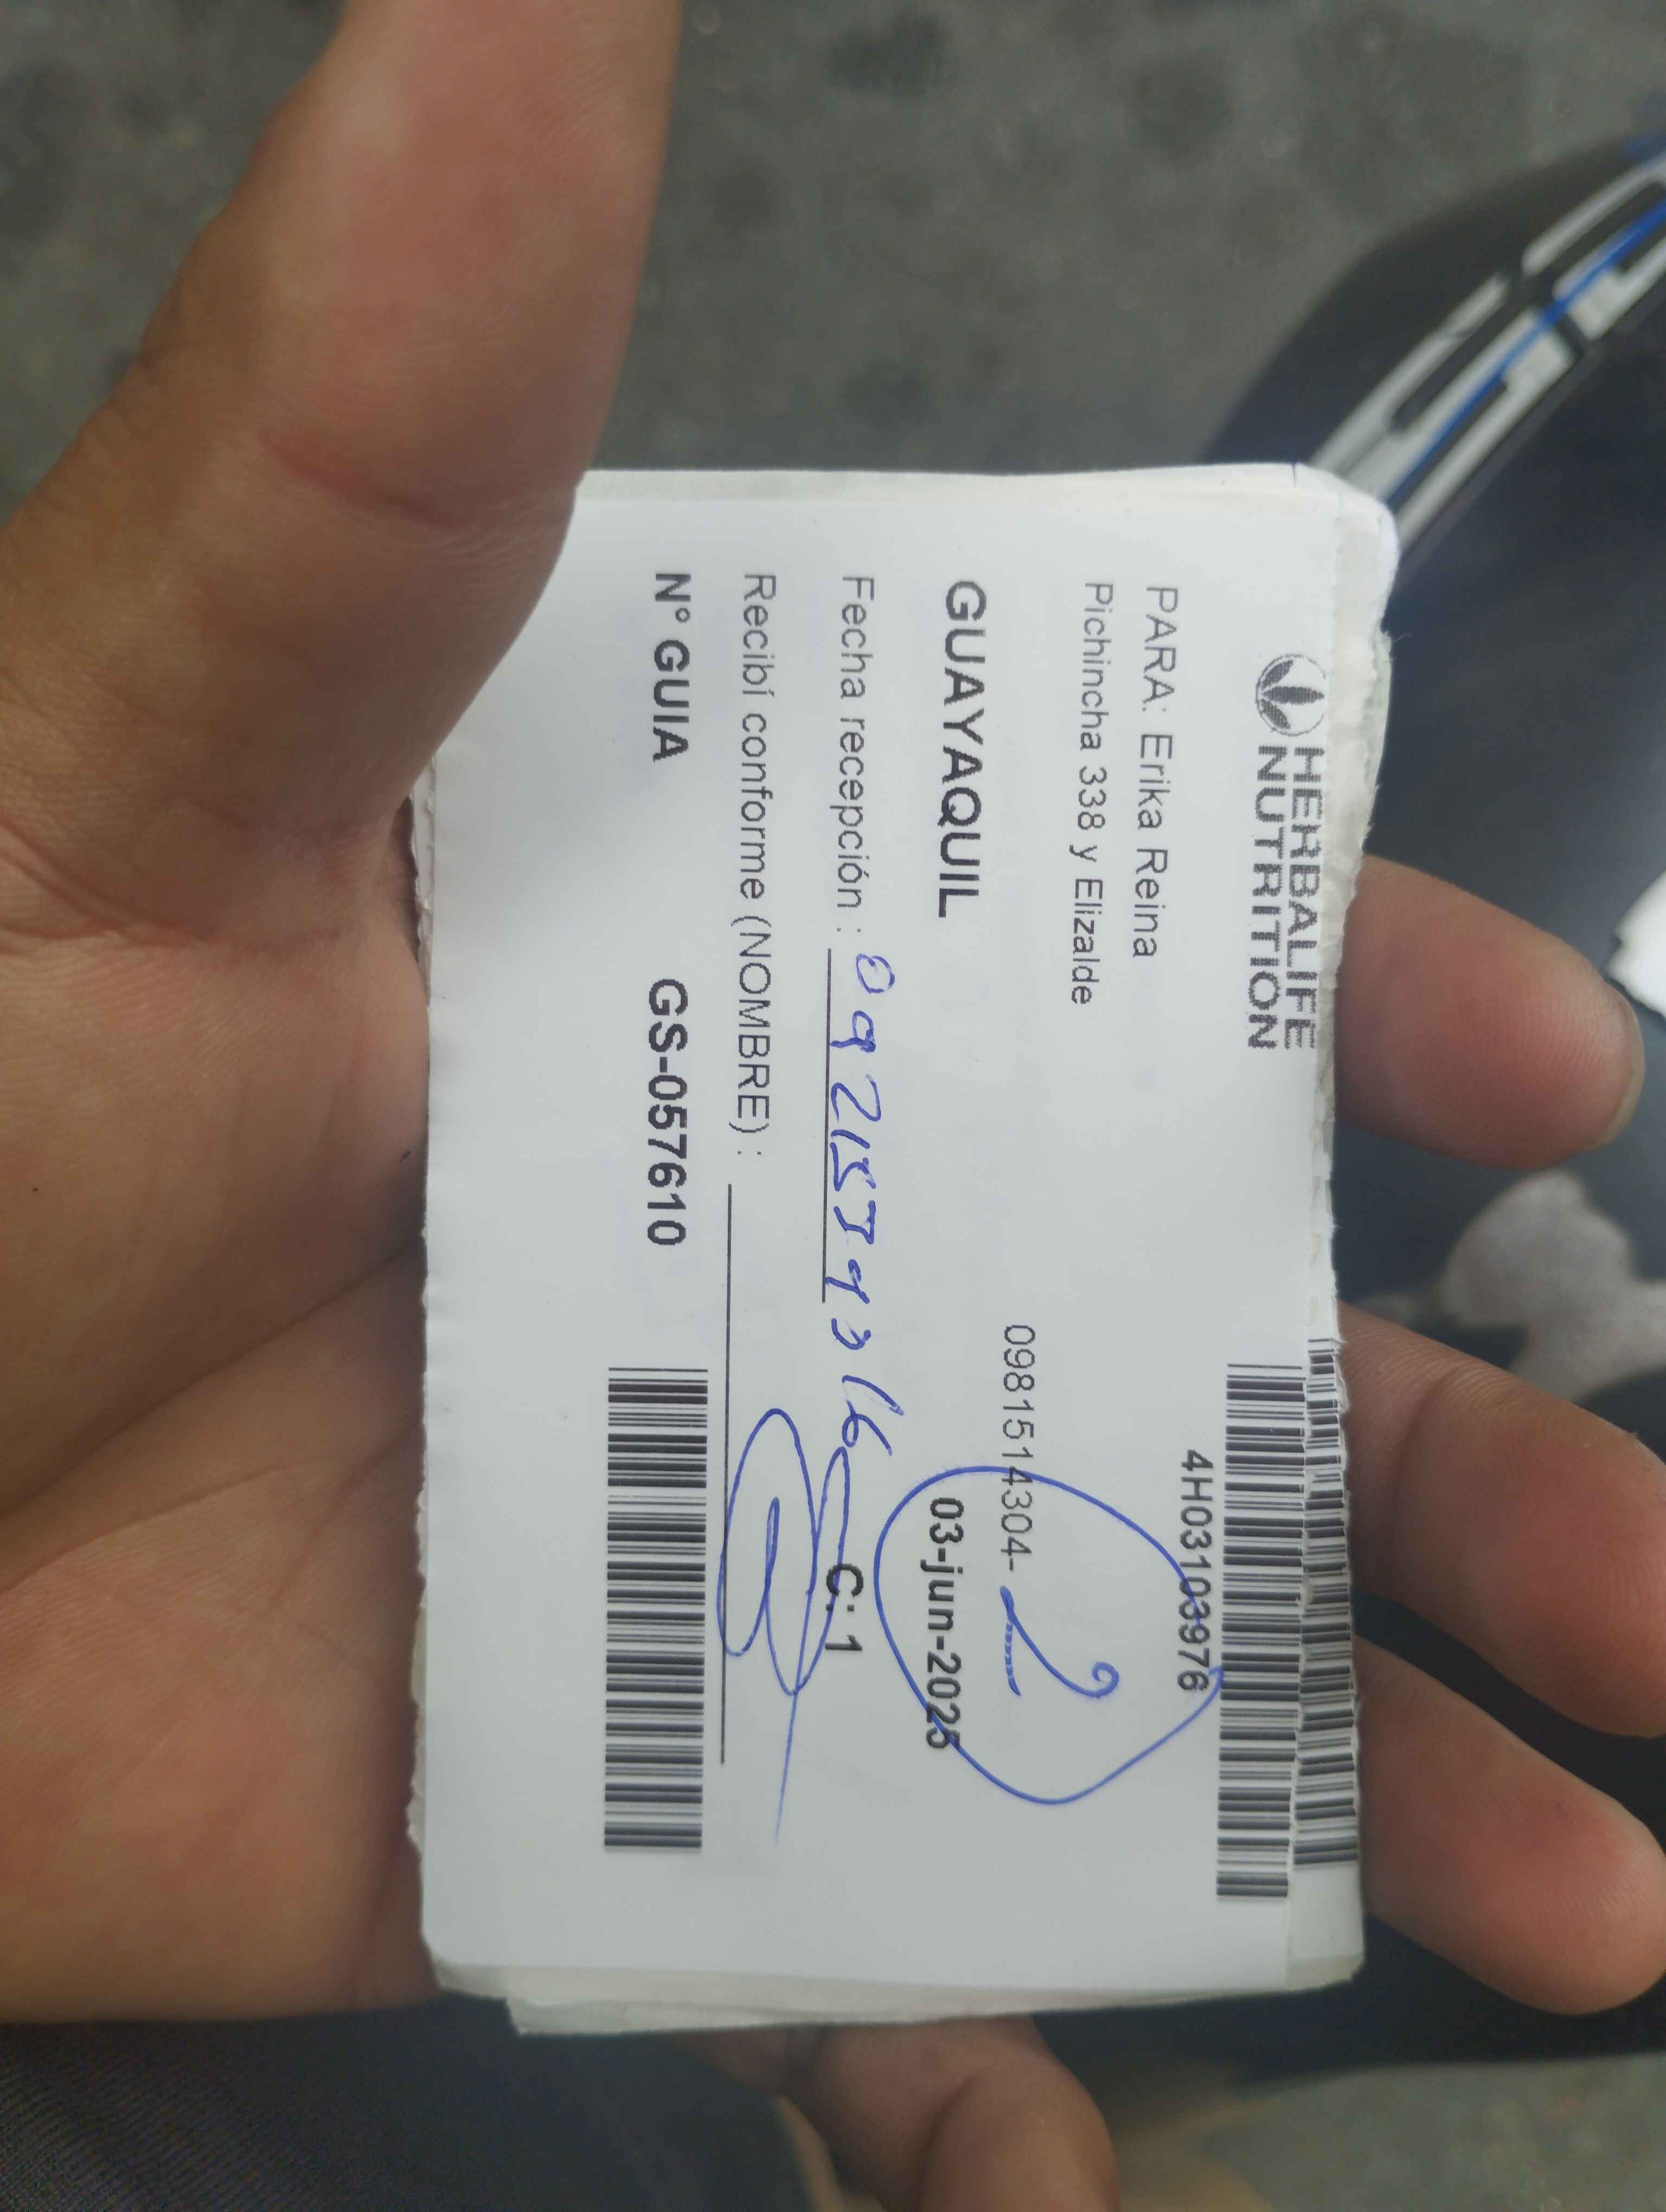 HERBALIFE
NUTRITION
4H03103976
PARA: Erika Reina
Pichincha 338 y Elizalde
0981514304- 2
GUAYAQUIL
03-jun-2025
Fecha recepción :
C: 1
Recibí conforme (NOMBRE) :
N° GUIA GS-057610